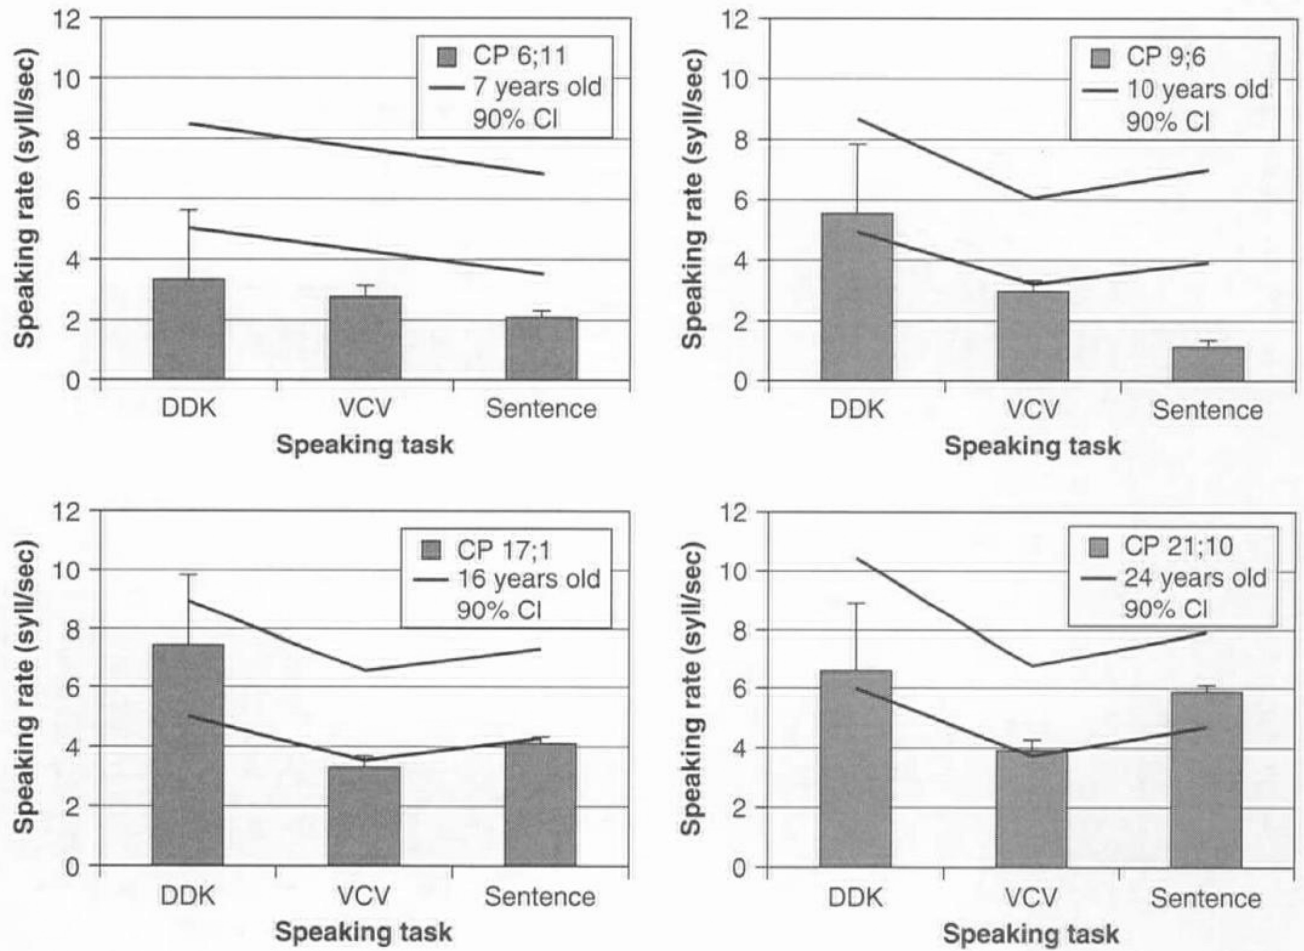 12
10
8
6
4
2
0
Speaking rate (syll/sec)
CP 6;11
7 years old
90% CI
DDK VCV Sentence
Speaking task
12
10
8
6
4
2
0
Speaking rate (syll/sec)
CP 9;6
10 years old
90% CI
DDK VCV Sentence
Speaking task
12
10
8
6
4
2
0
Speaking rate (syll/sec)
CP 17;1
16 years old
90% CI
DDK VCV Sentence
Speaking task
12
10
8
6
4
2
0
Speaking rate (syll/sec)
CP 21;10
24 years old
90% CI
DDK VCV Sentence
Speaking task